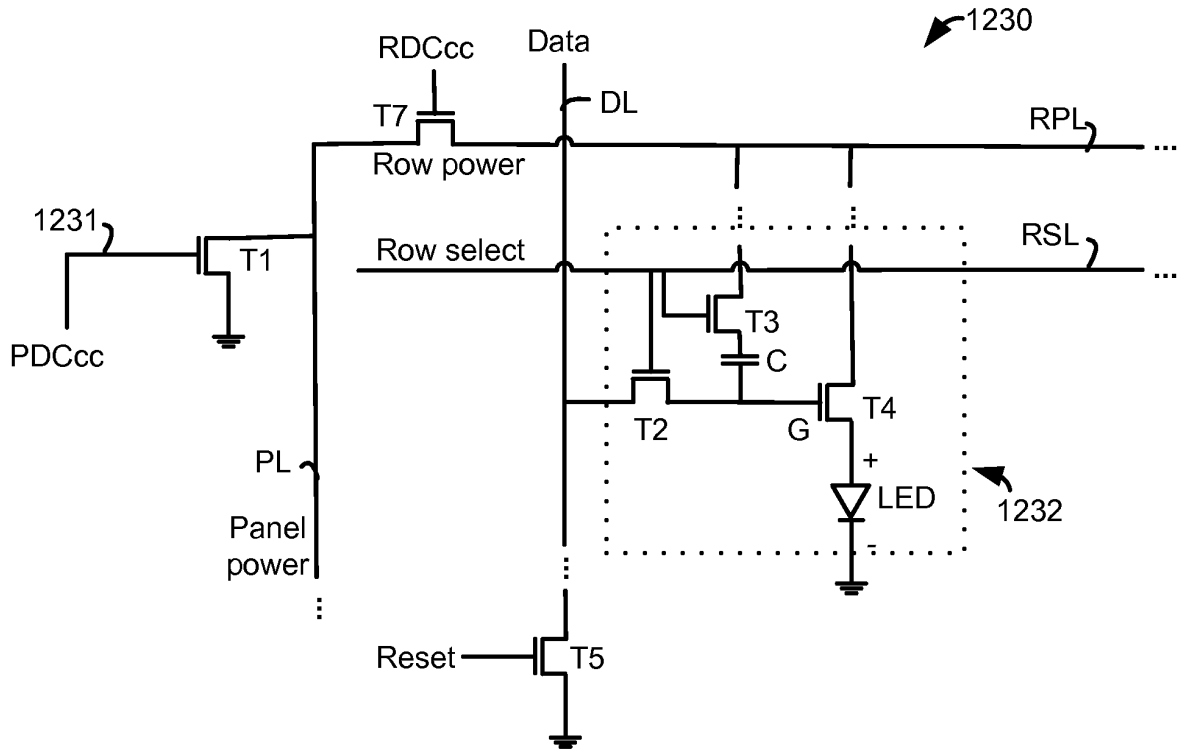 1230
RDCcc
Data
T7
DL
RPL
Row power
...
1231
T1
Row select
RSL
...
PDCcc
T3
C
T2
G
T4
+
PL
LED
1232
Panel
power
-
...
Reset
T5